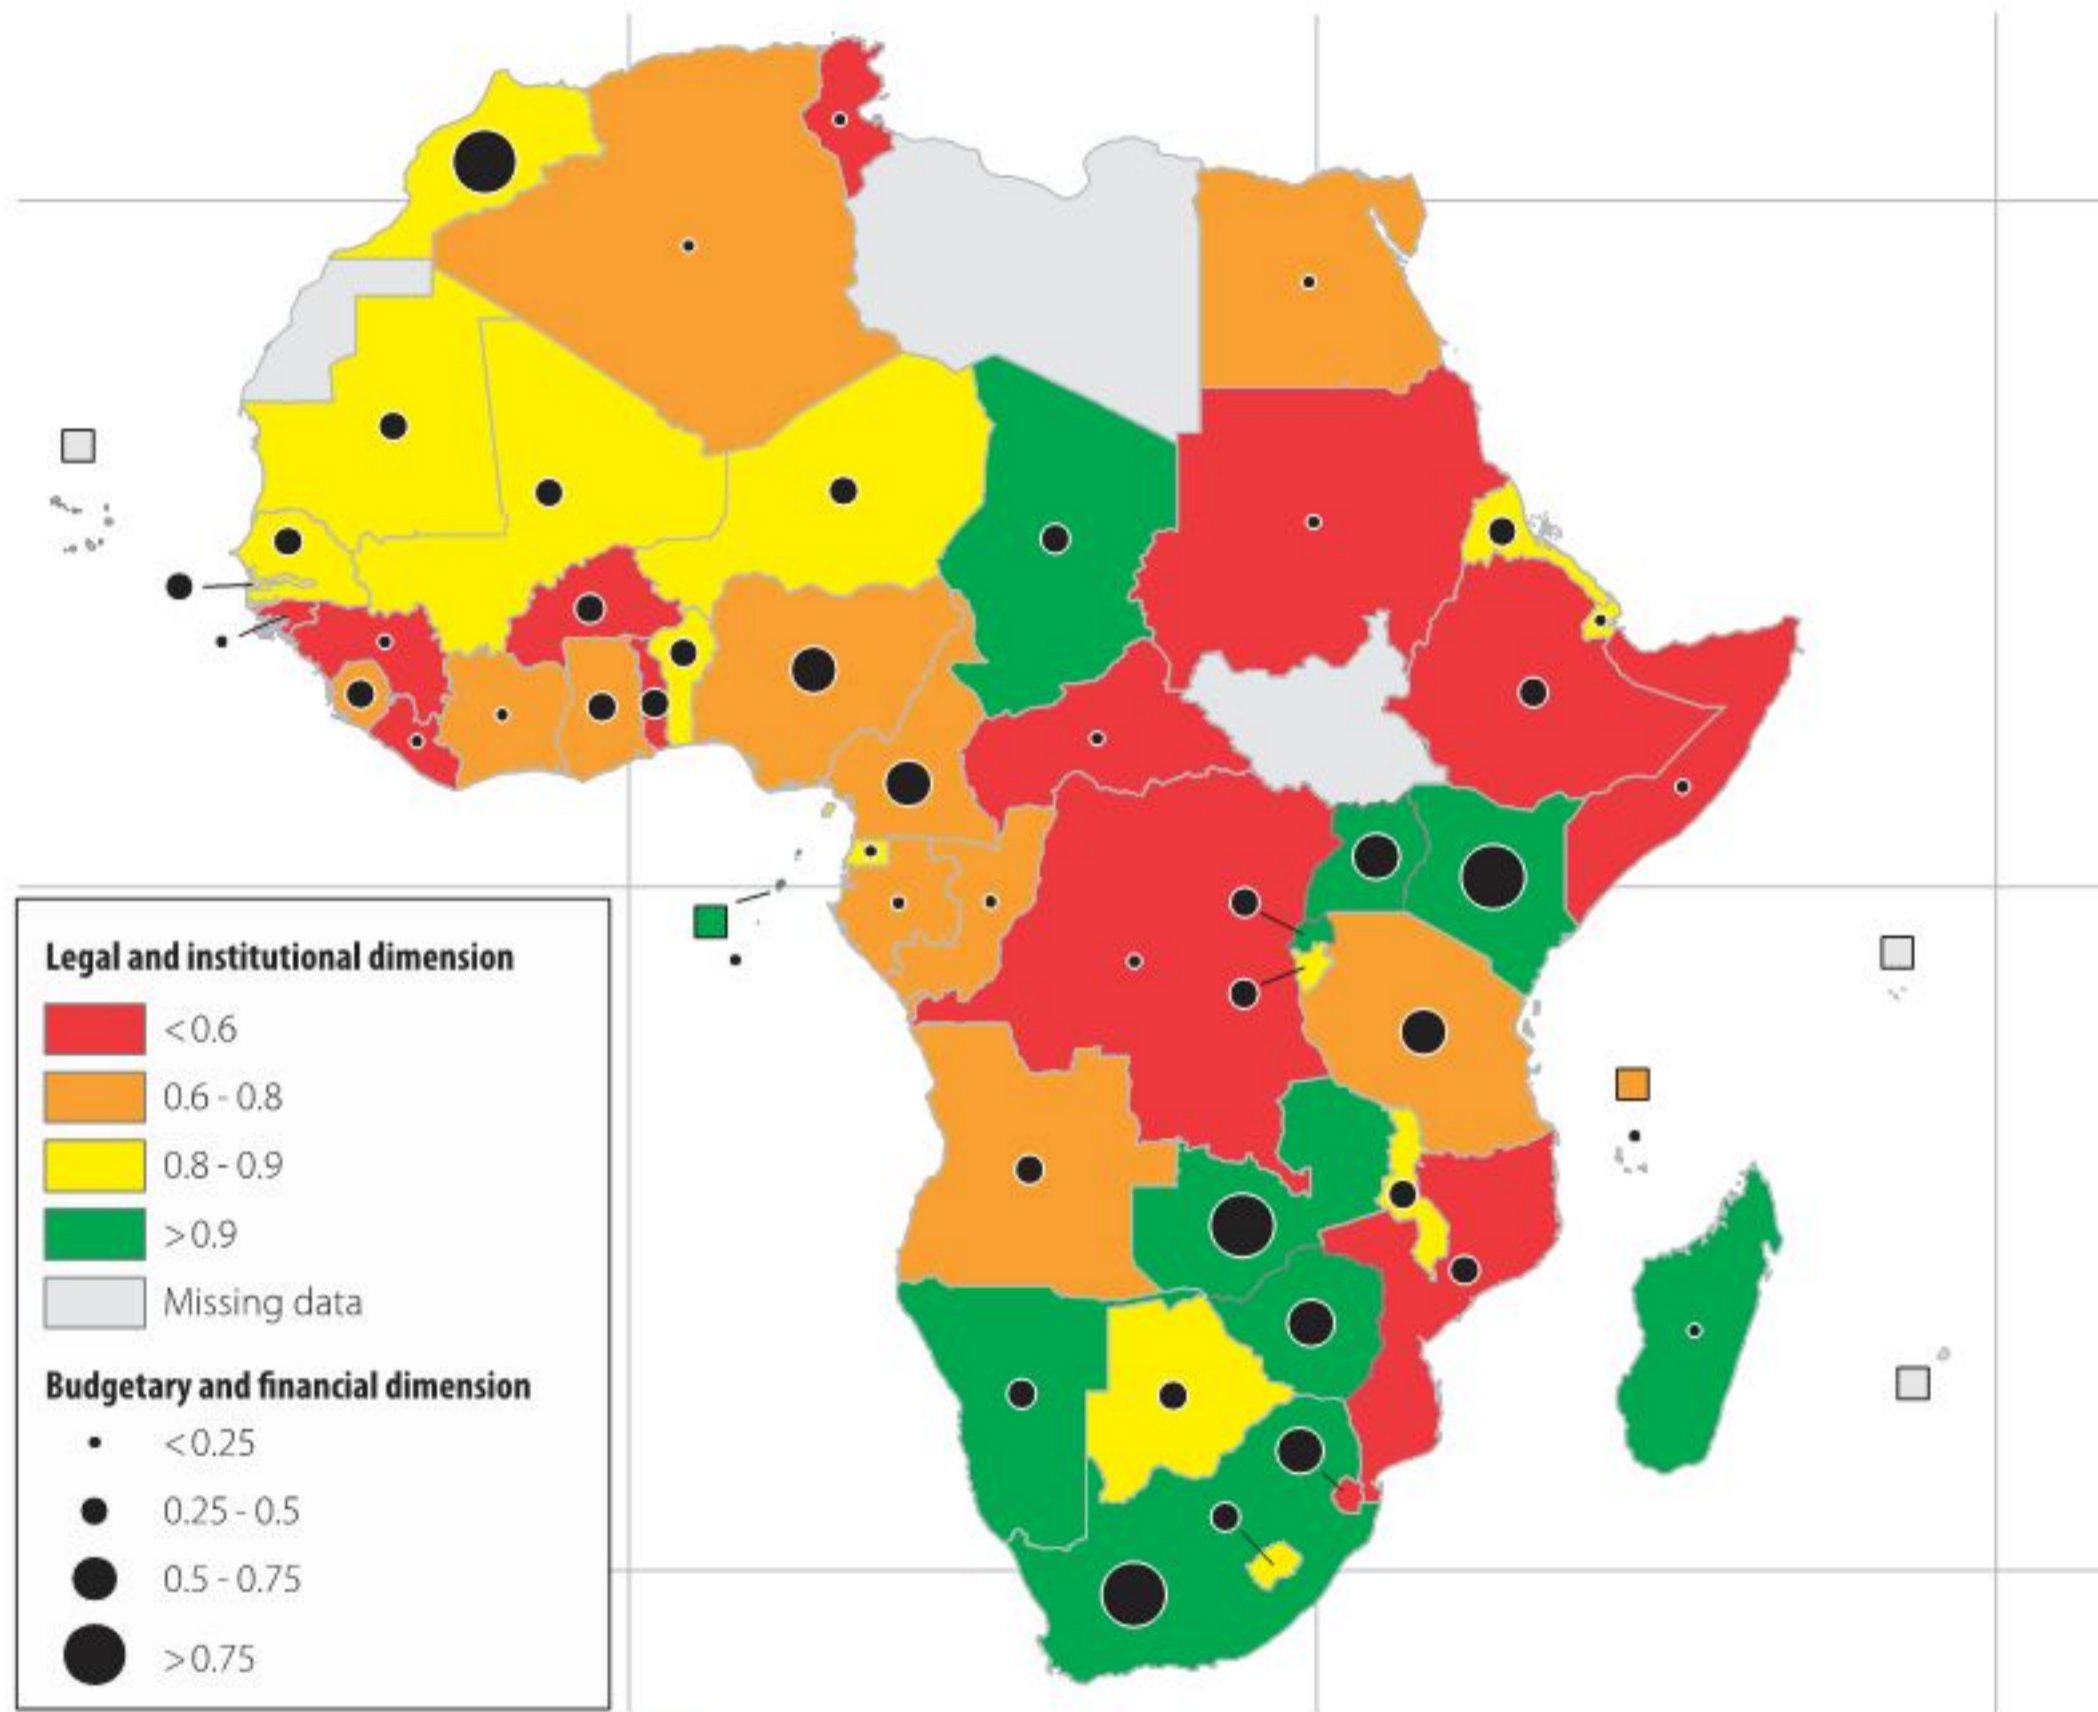 Legal and institutional dimension
< 0.6
0.6 - 0.8
0.8 - 0.9
> 0.9
Missing data
Budgetary and financial dimension
< 0.25
0.25 - 0.5
0.5 - 0.75
> 0.75